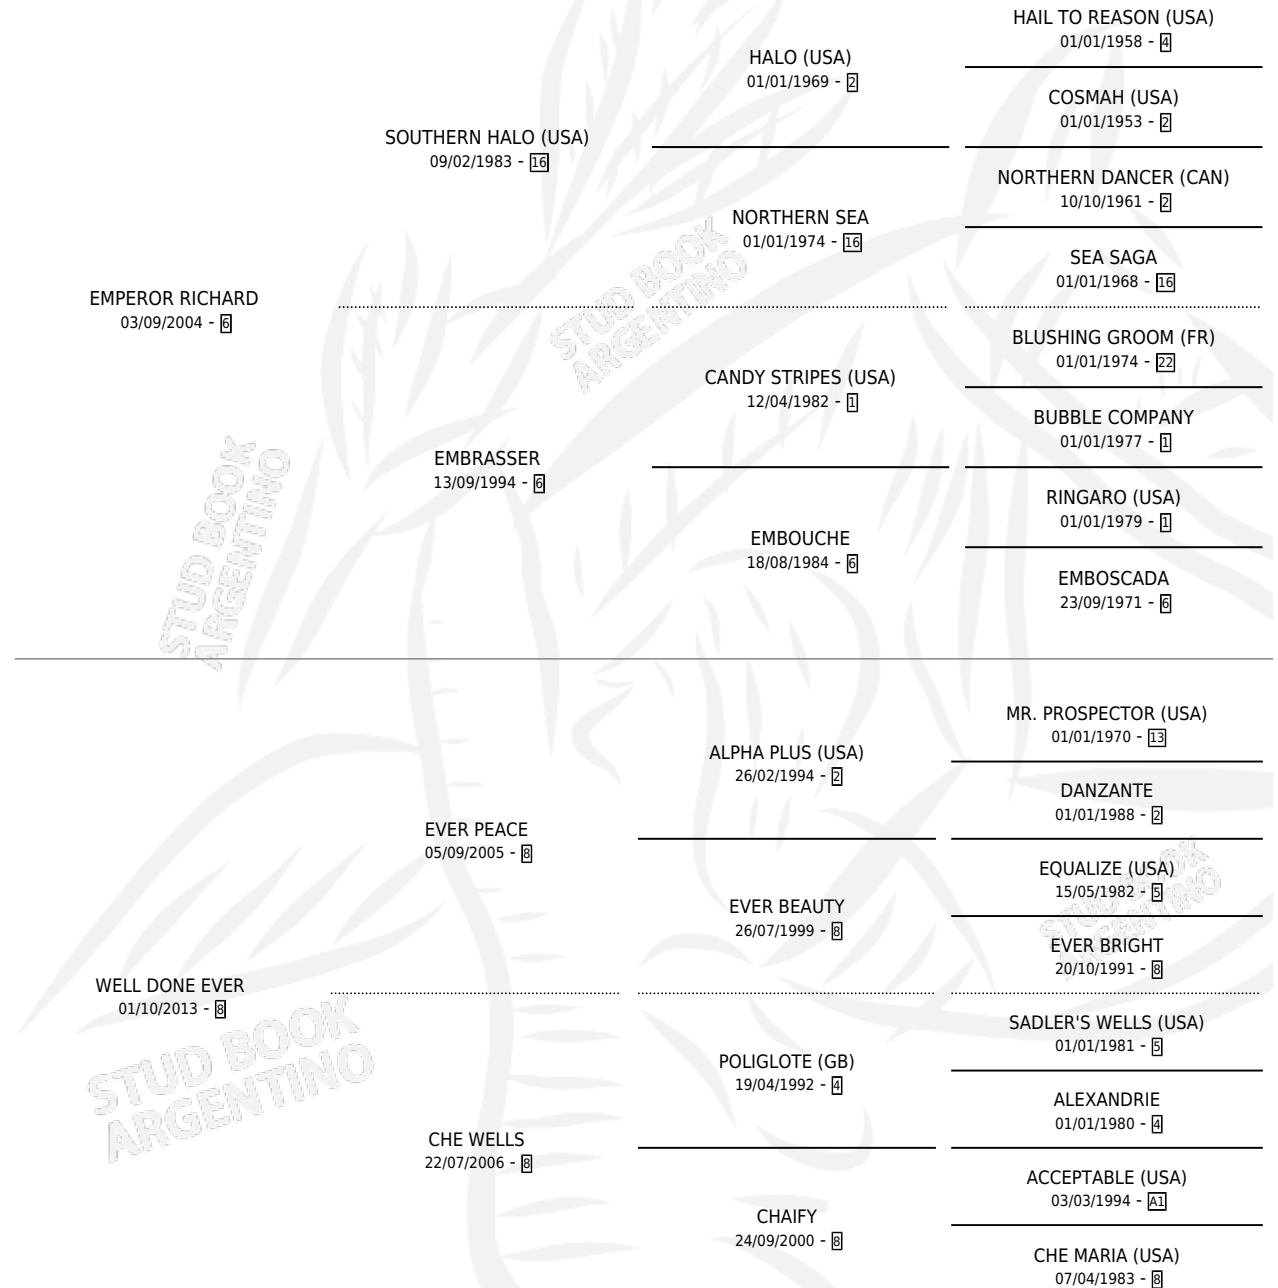 HAIL TO REASON (USA)
01/01/1958 - 4
HALO (USA)
01/01/1969 - 2
COSMAH (USA)
01/01/1953 - 2
SOUTHERN HALO (USA)
09/02/1983 - 16
NORTHERN DANCER (CAN)
10/10/1961 - 2
NORTHERN SEA
01/01/1974 - 16
SEA SAGA
01/01/1968 - 16
EMPEROR RICHARD
03/09/2004 - 6
BLUSHING GROOM (FR)
01/01/1974 - 22
CANDY STRIPES (USA)
12/04/1982 - 1
BUBBLE COMPANY
01/01/1977 - 1
EMBRASSER
13/09/1994 - 6
RINGARO (USA)
01/01/1979 - 1
EMBOUCHE
18/08/1984 - 6
EMBOSCADA
23/09/1971 - 6
STUD BOOK
ARGENTINO
STUD BOOK
ARGENTINO
MR. PROSPECTOR (USA)
01/01/1970 - 13
ALPHA PLUS (USA)
26/02/1994 - 2
DANZANTE
01/01/1988 - 2
EVER PEACE
05/09/2005 - 8
EQUALIZE (USA)
15/05/1982 - 5
EVER BEAUTY
26/07/1999 - 8
EVER BRIGHT
20/10/1991 - 8
WELL DONE EVER
01/10/2013 - 8
SADLER'S WELLS (USA)
01/01/1981 - 5
POLIGLOTE (GB)
19/04/1992 - 4
ALEXANDRIE
01/01/1980 - 4
CHE WELLS
22/07/2006 - 8
ACCEPTABLE (USA)
03/03/1994 - A1
CHAIFY
24/09/2000 - 8
CHE MARIA (USA)
07/04/1983 - 8
STUD BOOK
ARGENTINO
STUD BOOK
ARGENTINO